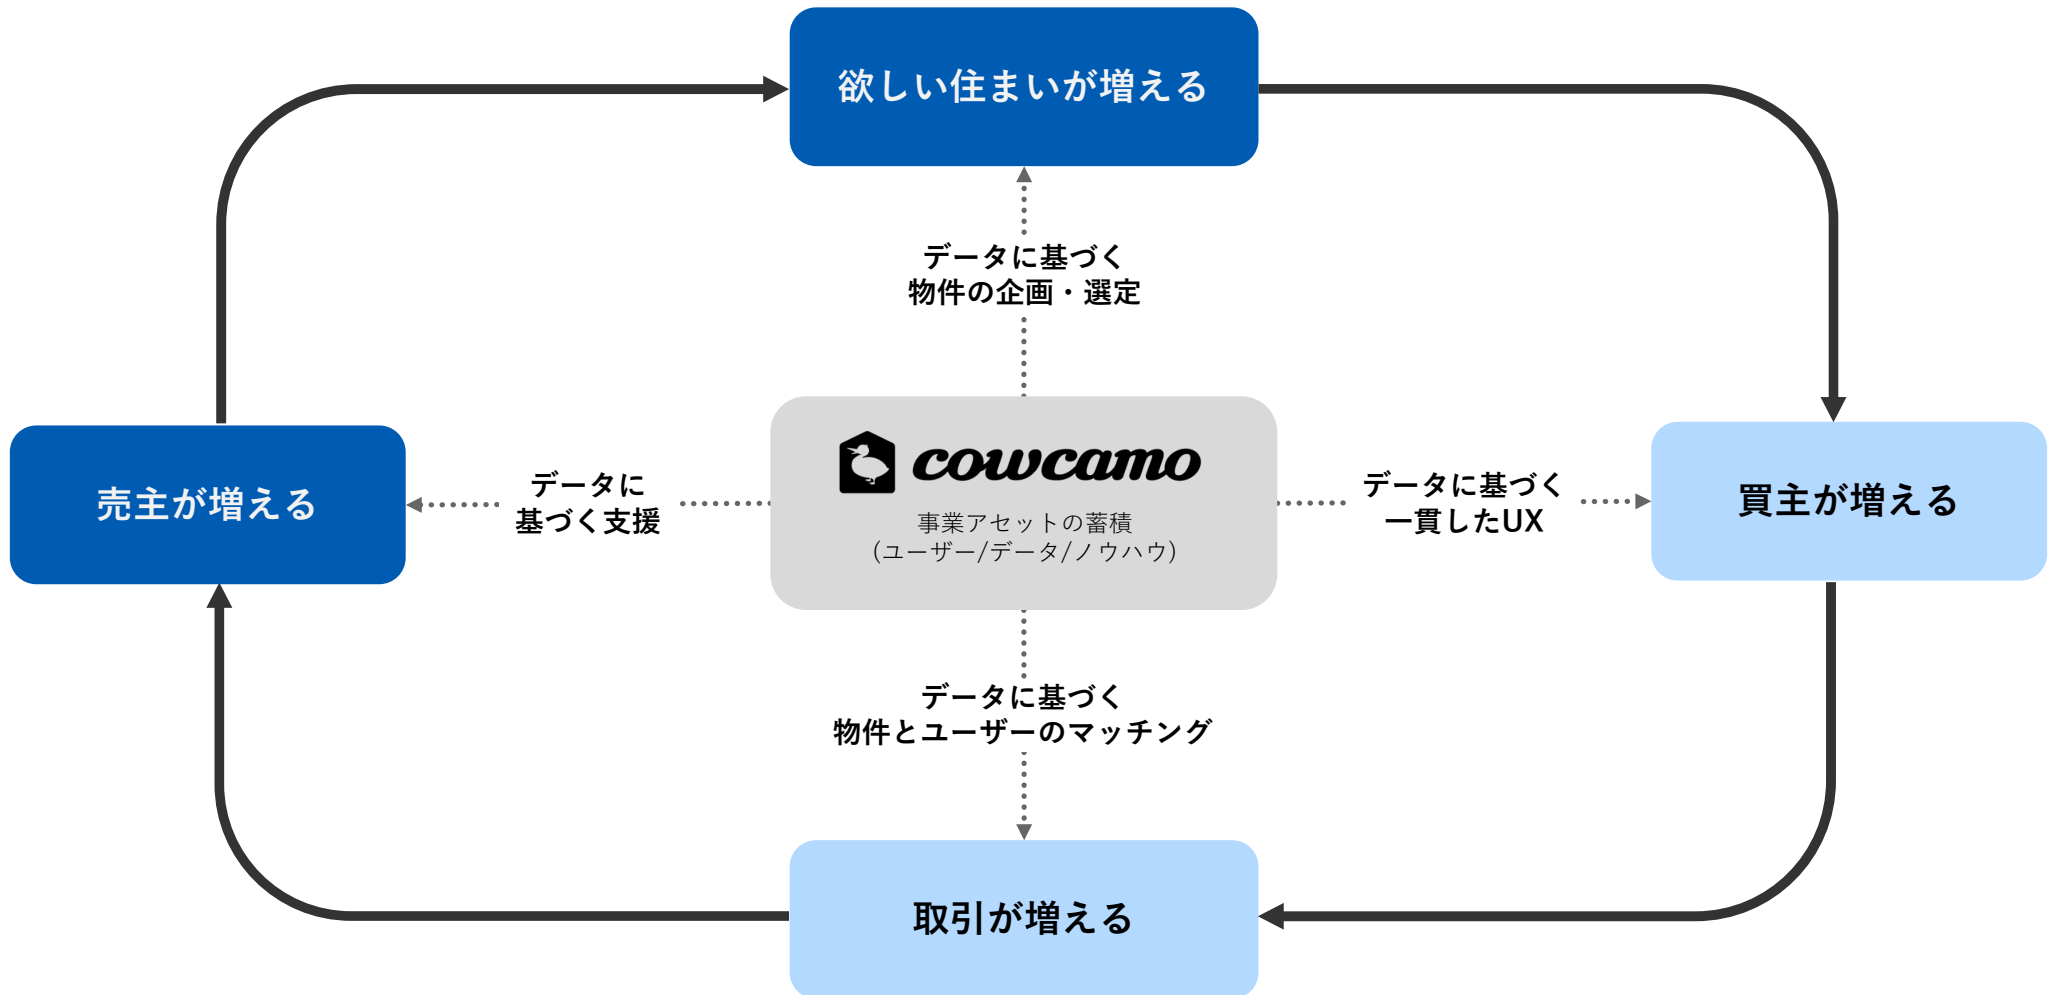 欲しい住まいが増える
データに基づく
物件の企画・選定
cowcamo
事業アセットの蓄積
(ユーザー/データ/ノウハウ)
売主が増える
データに
基づく支援
データに基づく
一貫したUX
買主が増える
データに基づく
物件とユーザーのマッチング
取引が増える